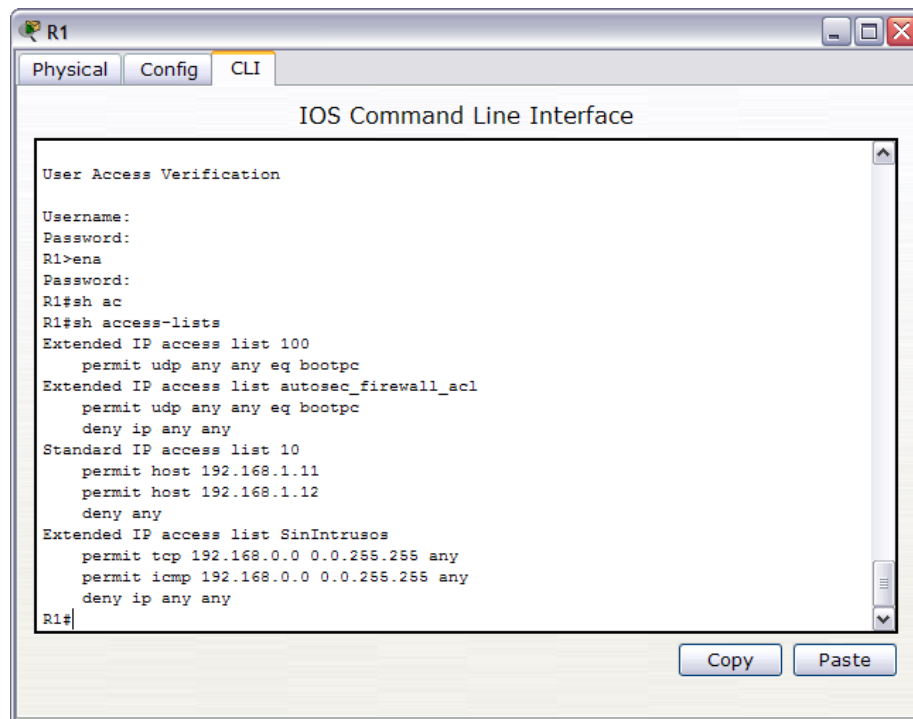 R1
Physical Config CLI
IOS Command Line Interface
User Access Verification
Username:
Password:
R1>ena
Password:
R1#sh ac
R1#sh access-lists
Extended IP access list 100
permit udp any any eq bootpc
Extended IP access list autosec_firewall_acl
permit udp any any eq bootpc
deny ip any any
Standard IP access list 10
permit host 192.168.1.11
permit host 192.168.1.12
deny any
Extended IP access list SinIntrusos
permit tcp 192.168.0.0 0.0.255.255 any
permit icmp 192.168.0.0 0.0.255.255 any
deny ip any any
R1#
Copy Paste